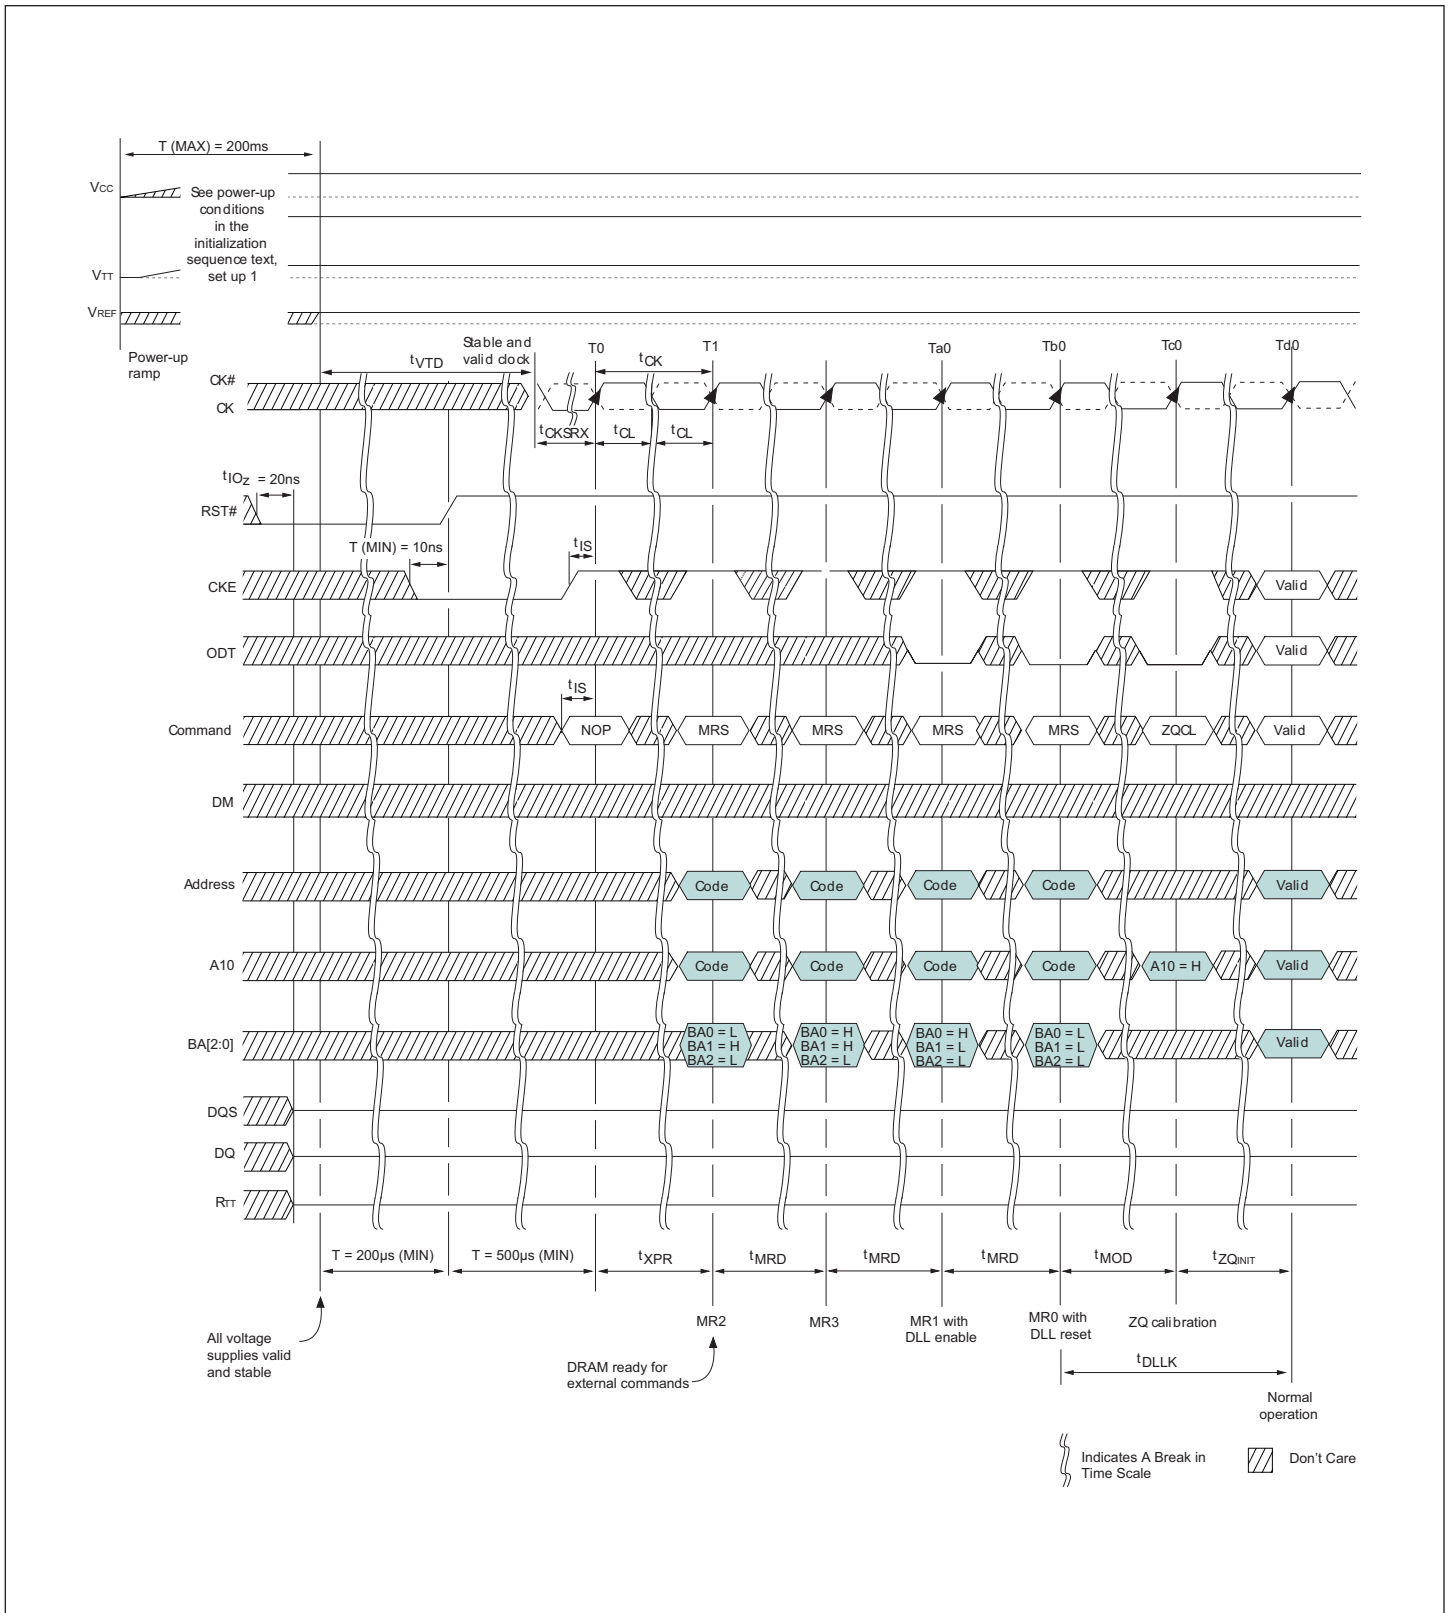 T (MAX) = 200ms
VCC
See power-up
conditions
in the
initialization
sequence text,
set up 1
VTT
VREF
Power-up
ramp
tVTD
Stable and
valid clock
T0
tCK
T1
Ta0
Tb0
Tc0
Td0
CK#
CK
tCKSRX
tCL
tCL
tIOz = 20ns
RST#
T (MIN) = 10ns
tIS
CKE
Valid
ODT
Valid
tIS
Command
NOP
MRS
MRS
MRS
MRS
ZQCL
Valid
DM
Address
Code
Code
Code
Code
Valid
A10
Code
Code
Code
Code
A10 = H
Valid
BA[2:0]
BA0 = L
BA1 = H
BA2 = L
BA0 = H
BA1 = H
BA2 = L
BA0 = H
BA1 = L
BA2 = L
BA0 = L
BA1 = L
BA2 = L
Valid
DQS
DQ
RTT
T = 200µs (MIN)
T = 500µs (MIN)
tXPR
tMRD
tMRD
tMRD
tMOD
tZQINIT
All voltage
supplies valid
and stable
MR2
MR3
MR1 with
DLL enable
MR0 with
DLL reset
ZQ calibration
DRAM ready for
external commands
tDLLK
Normal
operation
Indicates A Break in
Time Scale
Don't Care